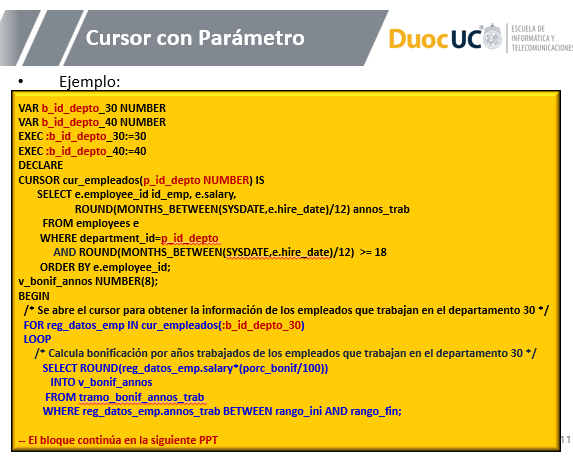 Cursor con Parámetro
Duoc UC
ESCUELA DE
INFORMÁTICA Y
TELECOMUNICACIONES
• Ejemplo:
VAR b_id_depto_30 NUMBER
VAR b_id_depto_40 NUMBER
EXEC :b_id_depto_30:=30
EXEC :b_id_depto_40:=40
DECLARE
CURSOR cur_empleados(p_id_depto NUMBER) IS
SELECT e.employee_id id_emp, e.salary,
ROUND(MONTHS_BETWEEN(SYSDATE,e.hire_date)/12) annos_trab
FROM employees e
WHERE department_id=p_id_depto
AND ROUND(MONTHS_BETWEEN(SYSDATE,e.hire_date)/12) >= 18
ORDER BY e.employee_id;
v_bonif_annos NUMBER(8);
BEGIN
/* Se abre el cursor para obtener la información de los empleados que trabajan en el departamento 30 */
FOR reg_datos_emp IN cur_empleados(:b_id_depto_30)
LOOP
/* Calcula bonificación por años trabajados de los empleados que trabajan en el departamento 30 */
SELECT ROUND(reg_datos_emp.salary*(porc_bonif/100))
INTO v_bonif_annos
FROM tramo_bonif_annos_trab
WHERE reg_datos_emp.annos_trab BETWEEN rango_ini AND rango_fin;
-- El bloque continúa en la siguiente PPT
11